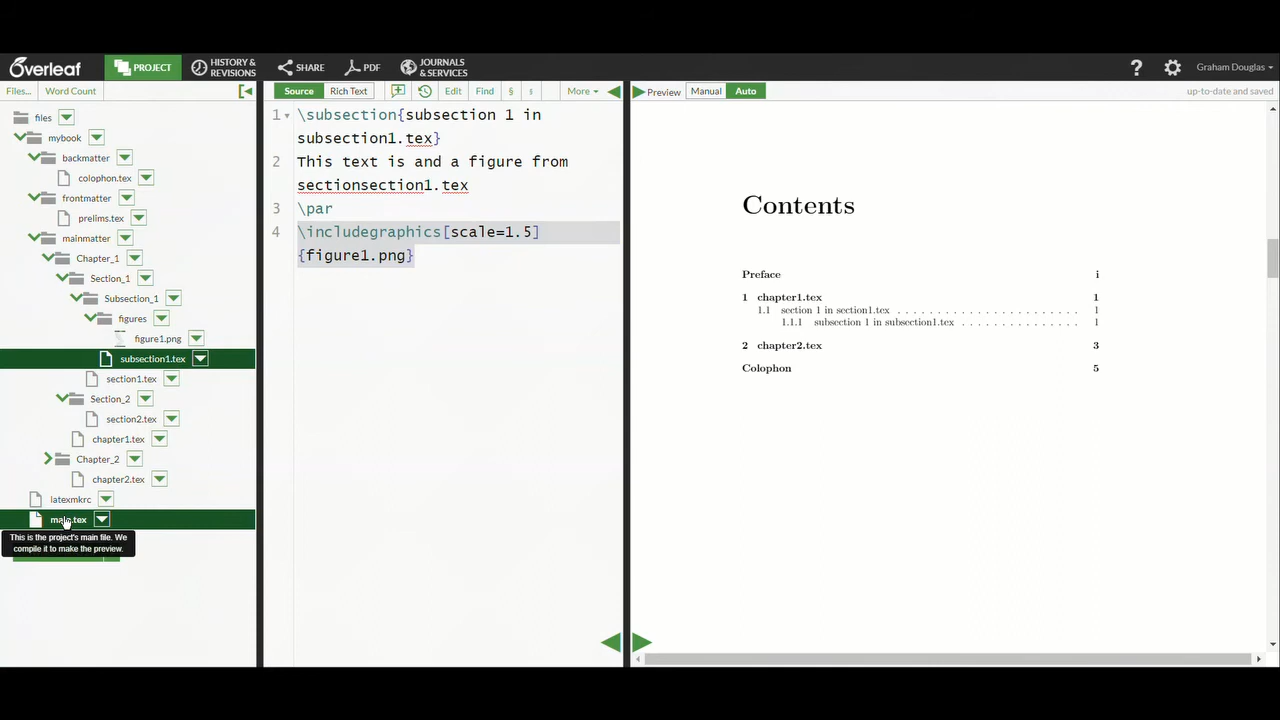 Overleaf PROJECT HISTORY & REVISIONS SHARE PDF JOURNALS & SERVICES ? Graham Douglas
Files... Word Count Source Rich Text Edit Find § § More Preview Manual Auto up-to-date and saved
files
mybook
backmatter
colophon.tex
frontmatter
prelims.tex
mainmatter
Chapter_1
Section_1
Subsection_1
figures
figure1.png
subsection1.tex
section1.tex
Section_2
section2.tex
chapter1.tex
Chapter_2
chapter2.tex
latexmkrc
main.tex
This is the project's main file. We
compile it to make the preview.
1 \subsection{subsection 1 in
subsection1.tex}
2 This text is and a figure from
sectionsection1.tex
3 \par
4 \includegraphics[scale=1.5]
{figure1.png}
Contents
Preface i
1 chapter1.tex 1
1.1 section 1 in section1.tex . . . . . . . . . . . . . . . . . . . . . . . . 1
1.1.1 subsection 1 in subsection1.tex . . . . . . . . . . . . . . . 1
2 chapter2.tex 3
Colophon 5